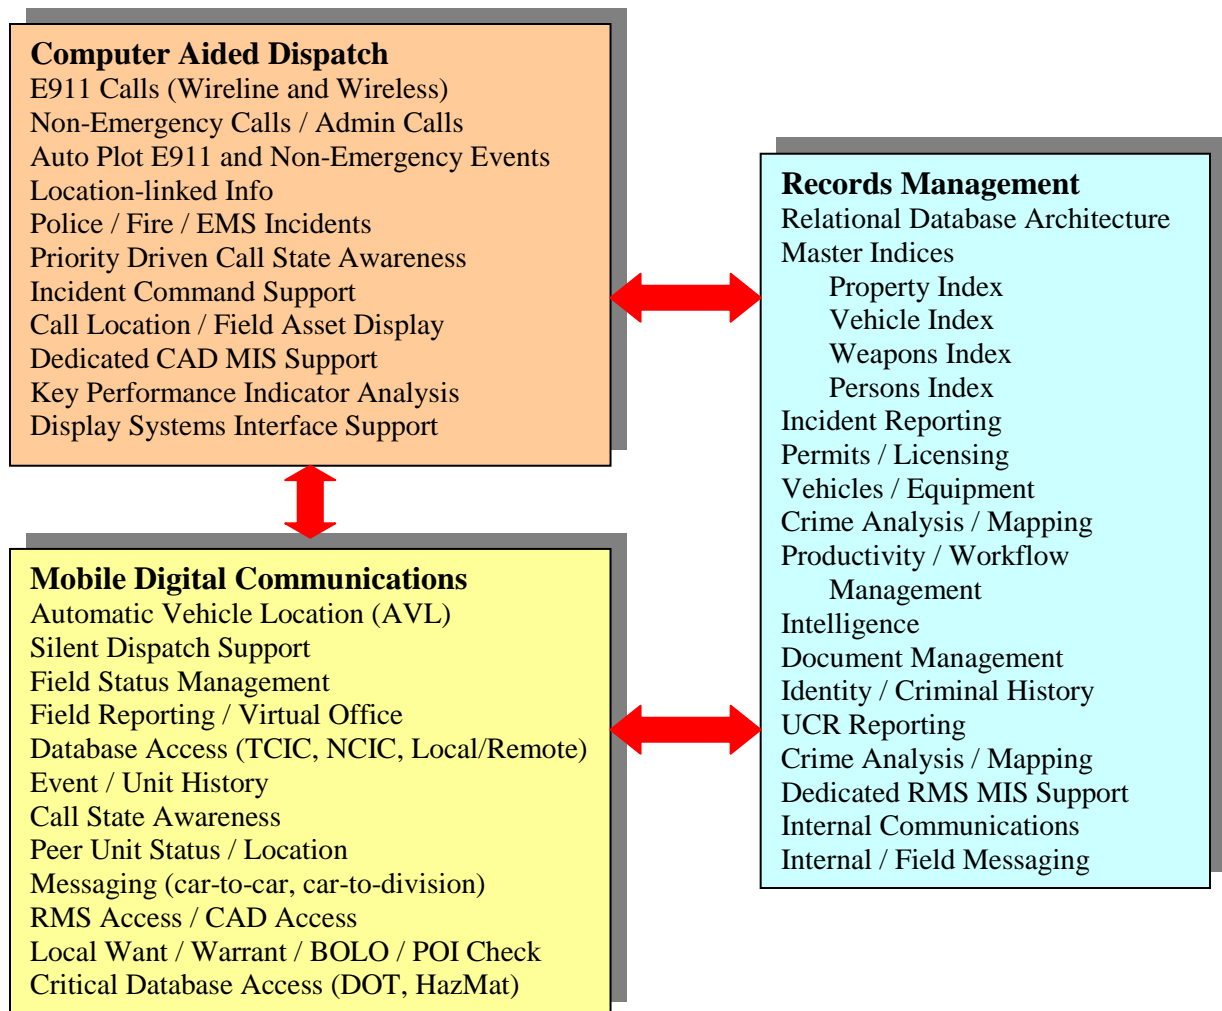 Computer Aided Dispatch
E911 Calls (Wireline and Wireless)
Non-Emergency Calls / Admin Calls
Auto Plot E911 and Non-Emergency Events
Location-linked Info
Police / Fire / EMS Incidents
Priority Driven Call State Awareness
Incident Command Support
Call Location / Field Asset Display
Dedicated CAD MIS Support
Key Performance Indicator Analysis
Display Systems Interface Support
Records Management
Relational Database Architecture
Master Indices
Property Index
Vehicle Index
Weapons Index
Persons Index
Incident Reporting
Permits / Licensing
Vehicles / Equipment
Crime Analysis / Mapping
Productivity / Workflow
Management
Intelligence
Document Management
Identity / Criminal History
UCR Reporting
Crime Analysis / Mapping
Dedicated RMS MIS Support
Internal Communications
Internal / Field Messaging
Mobile Digital Communications
Automatic Vehicle Location (AVL)
Silent Dispatch Support
Field Status Management
Field Reporting / Virtual Office
Database Access (TCIC, NCIC, Local/Remote)
Event / Unit History
Call State Awareness
Peer Unit Status / Location
Messaging (car-to-car, car-to-division)
RMS Access / CAD Access
Local Want / Warrant / BOLO / POI Check
Critical Database Access (DOT, HazMat)